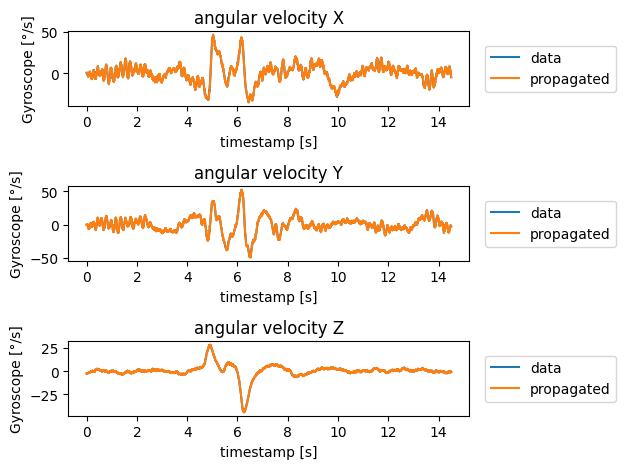 angular velocity X
Gyroscope [°/s]
50
0
0 2 4 6 8 10 12 14
timestamp [s]
data
propagated
angular velocity Y
Gyroscope [°/s]
50
0
−50
0 2 4 6 8 10 12 14
timestamp [s]
data
propagated
angular velocity Z
Gyroscope [°/s]
25
0
−25
0 2 4 6 8 10 12 14
timestamp [s]
data
propagated